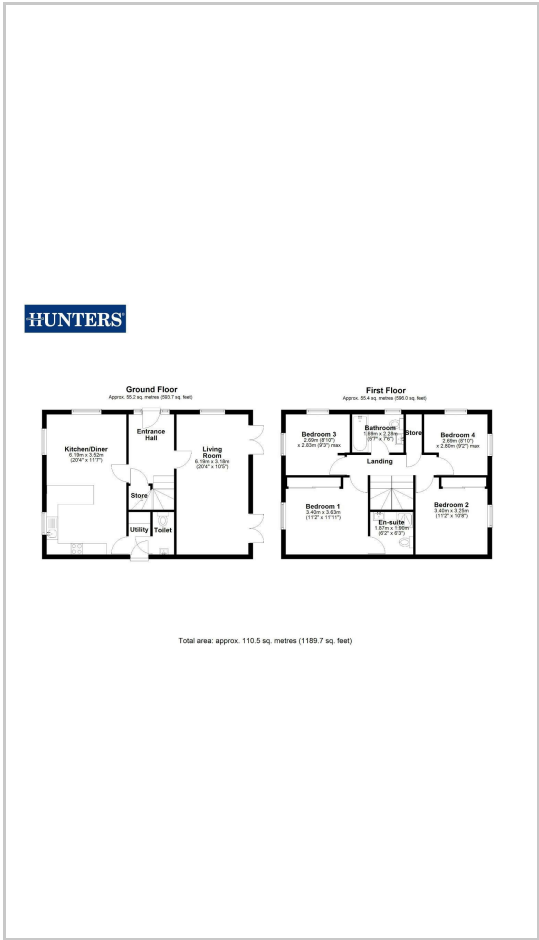 HUNTERS
Ground Floor
Approx. 55.2 sq. metres (593.7 sq. feet)
Entrance
Hall
Kitchen/Diner
6.19m x 3.52m
(20'4" x 11'7")
Living
Room
6.19m x 3.18m
(20'4" x 10'5")
Store
Utility
Toilet
First Floor
Approx. 55.4 sq. metres (596.0 sq. feet)
Bedroom 3
2.69m (8'10")
x 2.83m (9'3") max
Bathroom
1.69m x 2.28m
(5'7" x 7'6")
Store
Bedroom 4
2.69m (8'10")
x 2.80m (9'2") max
Landing
Bedroom 1
3.40m x 3.63m
(11'2" x 11'11")
En-suite
1.87m x 1.90m
(6'2" x 6'3")
Bedroom 2
3.40m x 3.25m
(11'2" x 10'8")
Total area: approx. 110.5 sq. metres (1189.7 sq. feet)